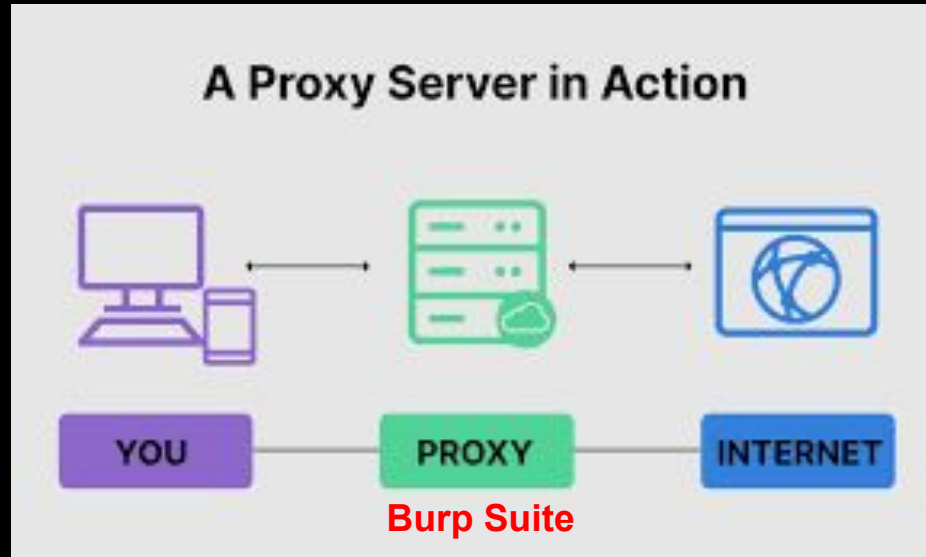 A Proxy Server in Action
YOU
PROXY
INTERNET
Burp Suite